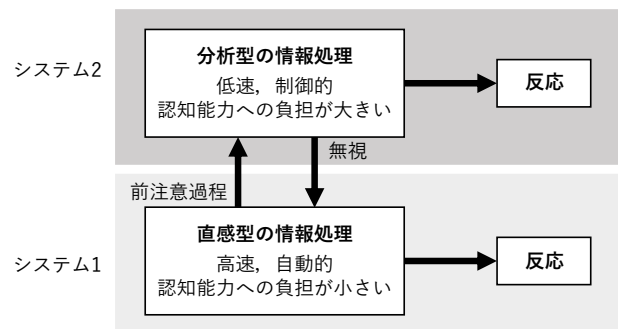 システム2
分析型の情報処理
低速，制御的
認知能力への負担が大きい
反応
無視
前注意過程
システム1
直感型の情報処理
高速，自動的
認知能力への負担が小さい
反応